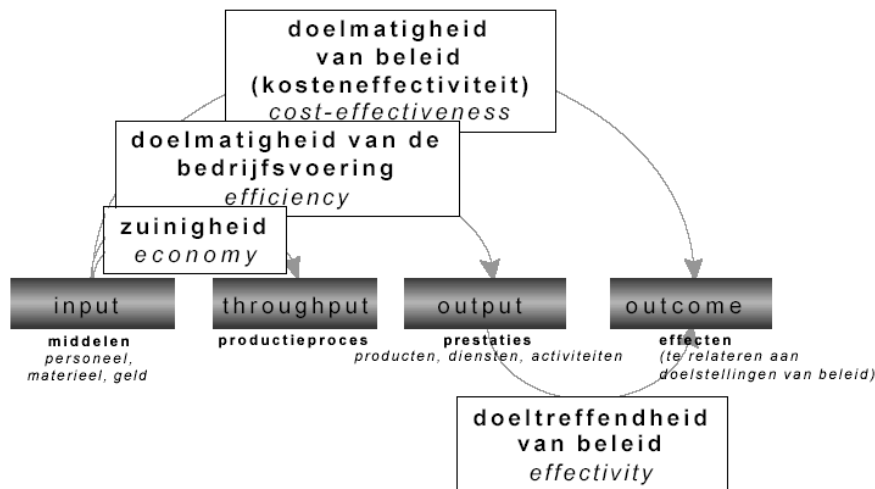 doelmatigheid
van beleid
(kosteneffectiviteit)
cost-effectiveness
doelmatigheid van de
bedrijfsvoering
efficiency
zuinigheid
economy
input
throughput
output
outcome
middelen
personeel,
materieel, geld
productieproces
prestaties
producten, diensten, activiteiten
effecten
(te relateren aan
doelstellingen van beleid)
doeltreffendheid
van beleid
effectivity